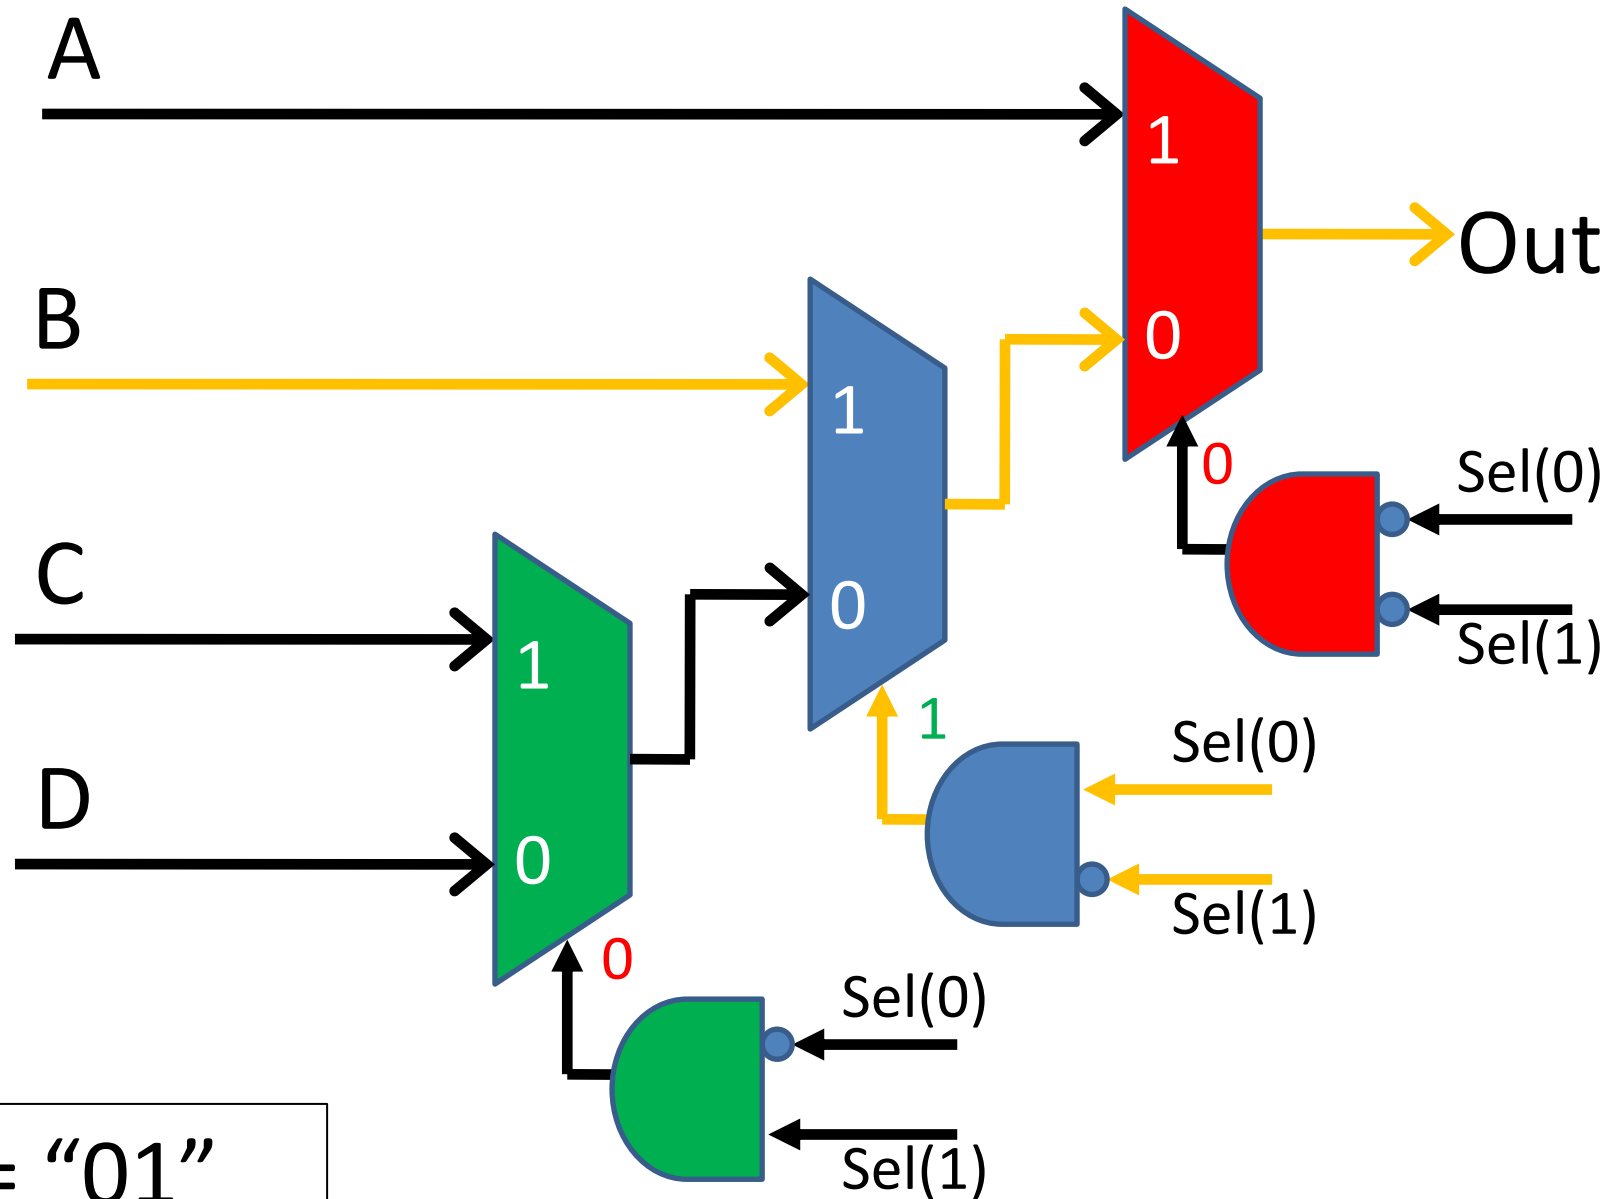 A
1
Out
B
0
1
0
Sel(0)
C
0
Sel(1)
1
1
Sel(0)
D
0
Sel(1)
0
Sel(0)
= “01”
Sel(1)